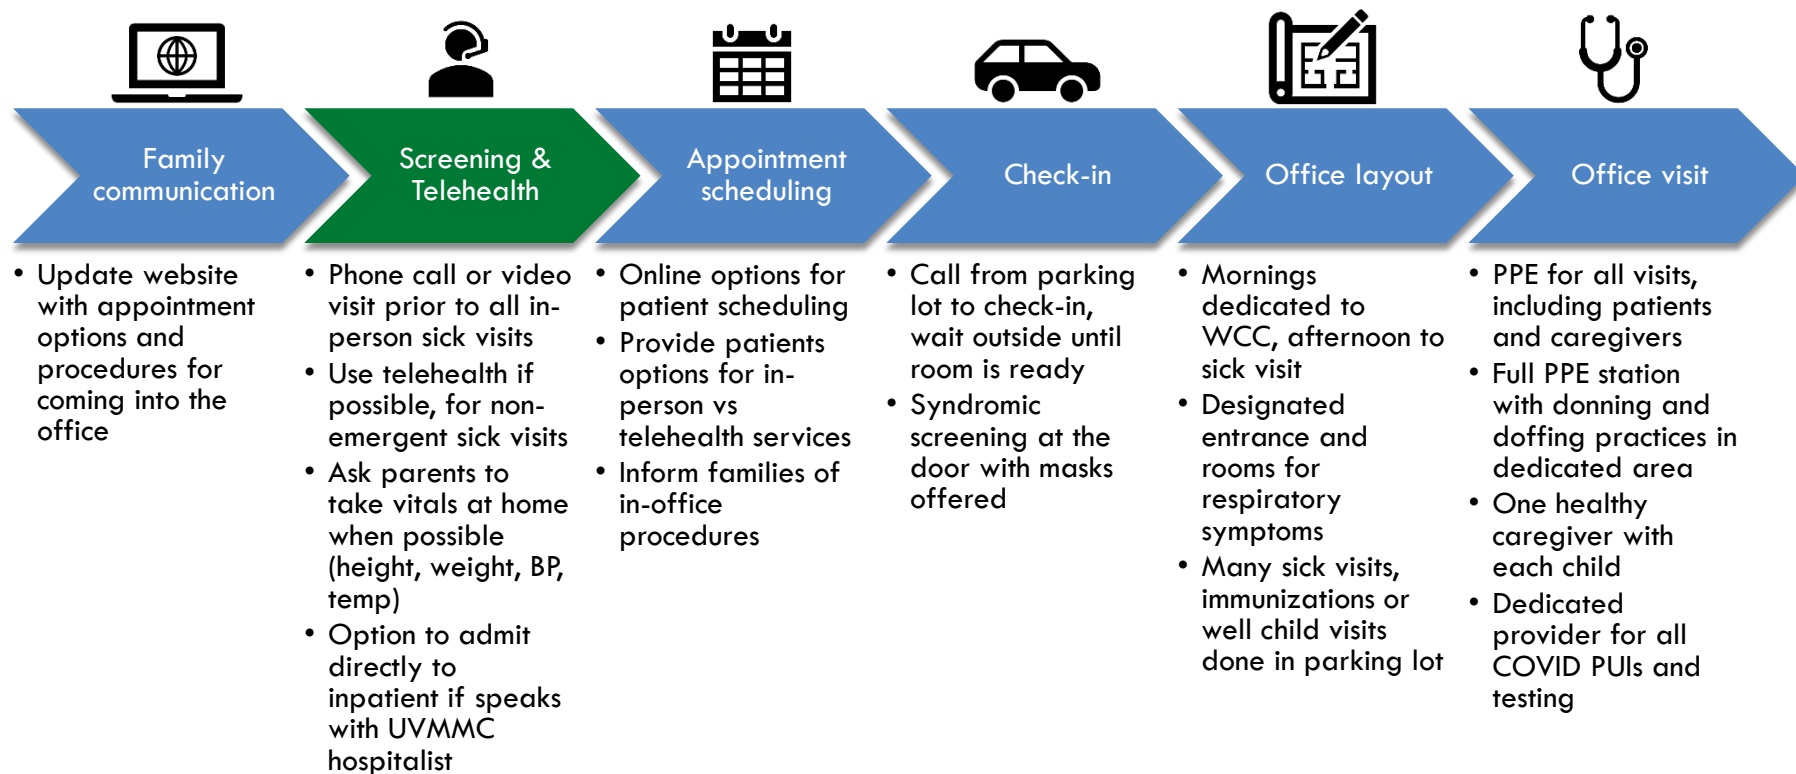 Family
communication
Screening &
Telehealth
Appointment
scheduling
Check-in
Office layout
Office visit
• Update website
with appointment
options and
procedures for
coming into the
office
• Phone call or video
visit prior to all in-
person sick visits
• Use telehealth if
possible, for non-
emergent sick visits
• Ask parents to
take vitals at home
when possible
(height, weight, BP,
temp)
• Option to admit
directly to
inpatient if speaks
with UVMMC
hospitalist
• Online options for
patient scheduling
• Provide patients
options for in-
person vs
telehealth services
• Inform families of
in-office
procedures
• Call from parking
lot to check-in,
wait outside until
room is ready
• Syndromic
screening at the
door with masks
offered
• Mornings
dedicated to
WCC, afternoon to
sick visit
• Designated
entrance and
rooms for
respiratory
symptoms
• Many sick visits,
immunizations or
well child visits
done in parking lot
• PPE for all visits,
including patients
and caregivers
• Full PPE station
with donning and
doffing practices in
dedicated area
• One healthy
caregiver with
each child
• Dedicated
provider for all
COVID PUIs and
testing